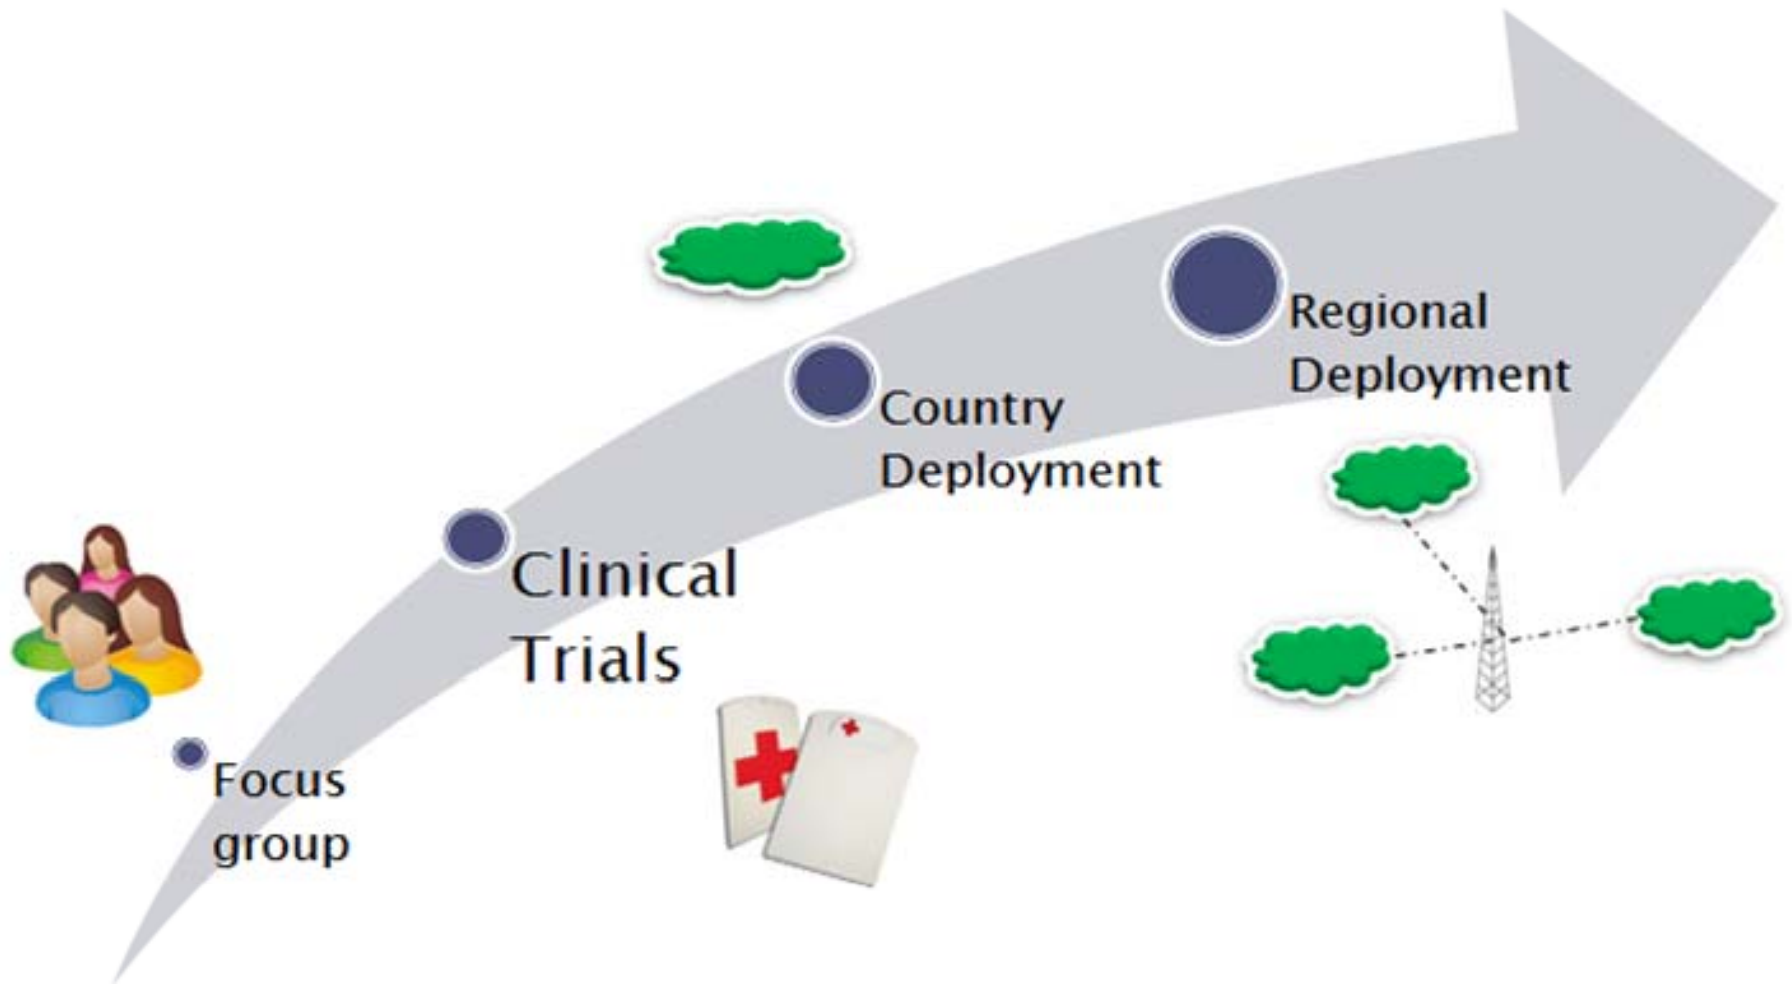 Focus
group
Clinical
Trials
Country
Deployment
Regional
Deployment